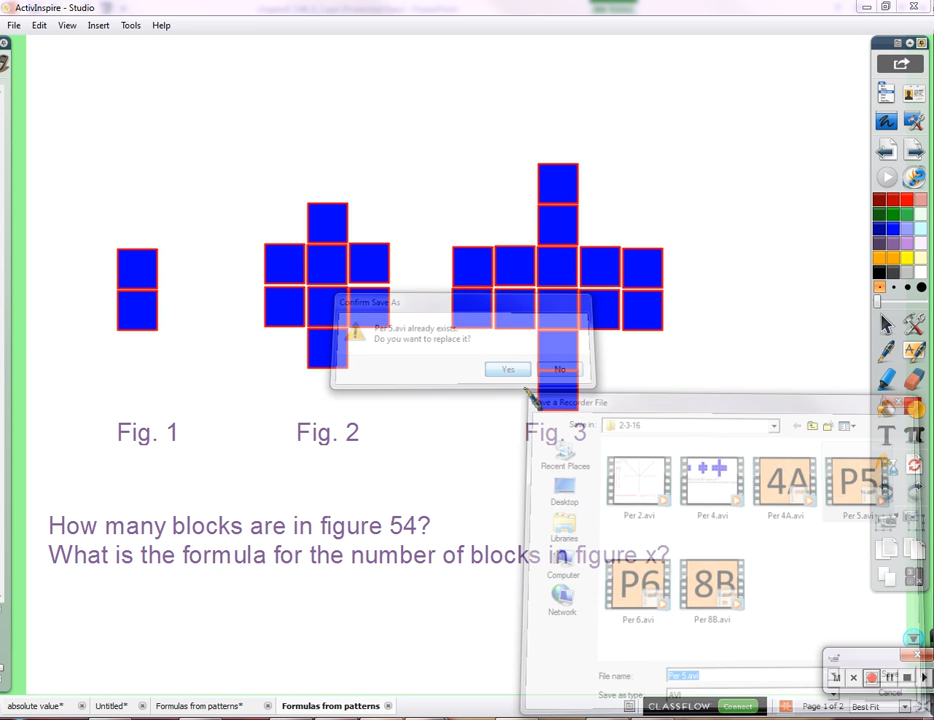 ActivInspire - Studio
File Edit View Insert Tools Help
Confirm Save As
Per 5.avi already exists.
Do you want to replace it?
Yes No
Save a Recorder File
Fig. 1 Fig. 2 Fig. 3
Save in: 2-3-16
Recent Places
Desktop
Libraries
Computer
Network
4A P5
Per 2.avi Per 4.avi Per 4A.avi Per 5.avi
P6 8B
Per 6.avi Per 8B.avi
How many blocks are in figure 54?
What is the formula for the number of blocks in figure x?
File name: Per 5.avi
Save as type: AVI
Cancel
absolute value* Untitled* Formulas from patterns* Formulas from patterns
CLASSFLOW Connect Page 1 of 2 Best Fit